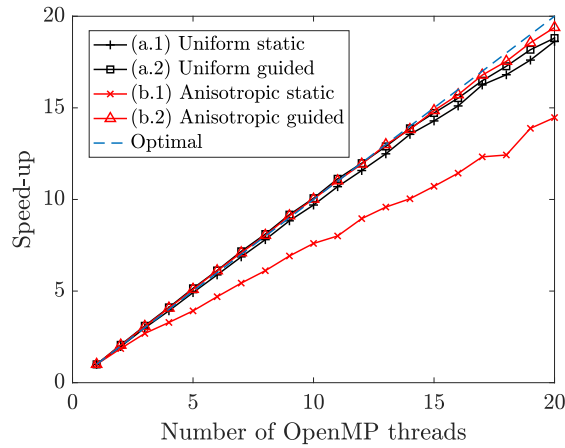 20
15
10
5
0
Speed-up
(a.1) Uniform static
(a.2) Uniform guided
(b.1) Anisotropic static
(b.2) Anisotropic guided
Optimal
0 5 10 15 20
Number of OpenMP threads